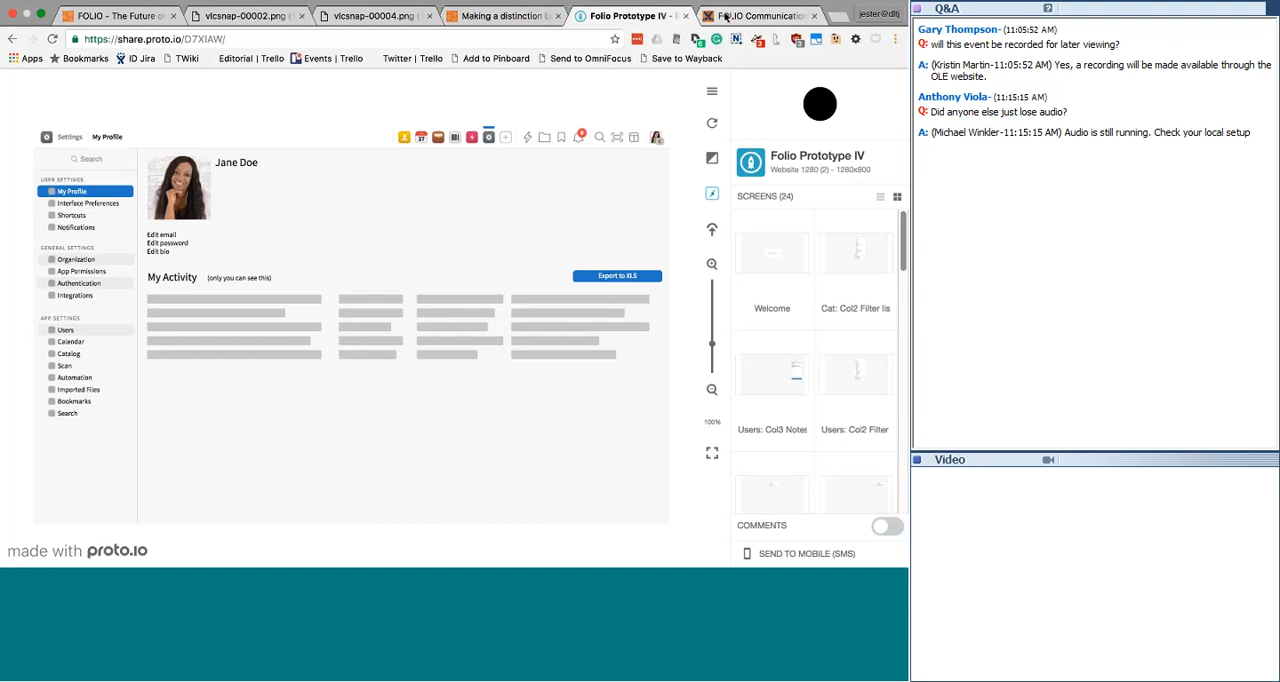 FOLIO - The Future of
vlcsnap-00002.png
vlcsnap-00004.png
Making a distinction b
Folio Prototype IV -
FOLIO Communication
jester@dltj
https://share.proto.io/D7XIAW/
Apps
Bookmarks
ID Jira
TWiki
Editorial | Trello
Events | Trello
Twitter | Trello
Add to Pinboard
Send to OmniFocus
Save to Wayback
Settings
My Profile
27
Search
USER SETTINGS
My Profile
Interface Preferences
Shortcuts
Notifications
GENERAL SETTINGS
Organization
App Permissions
Authentication
Integrations
APP SETTINGS
Users
Calendar
Catalog
Scan
Automation
Imported Files
Bookmarks
Search
Jane Doe
Edit email
Edit password
Edit bio
My Activity (only you can see this)
Export to XLS
made with proto.io
100%
Folio Prototype IV
Website 1280 (2) - 1280x800
SCREENS (24)
Welcome
Cat: Col2 Filter lis
Users: Col3 Notes
Users: Col2 Filter
COMMENTS
SEND TO MOBILE (SMS)
Q&A
Gary Thompson- (11:05:52 AM)
Q: will this event be recorded for later viewing?
A: (Kristin Martin-11:05:52 AM) Yes, a recording will be made available through the
OLE website.
Anthony Viola- (11:15:15 AM)
Q: Did anyone else just lose audio?
A: (Michael Winkler-11:15:15 AM) Audio is still running. Check your local setup
Video